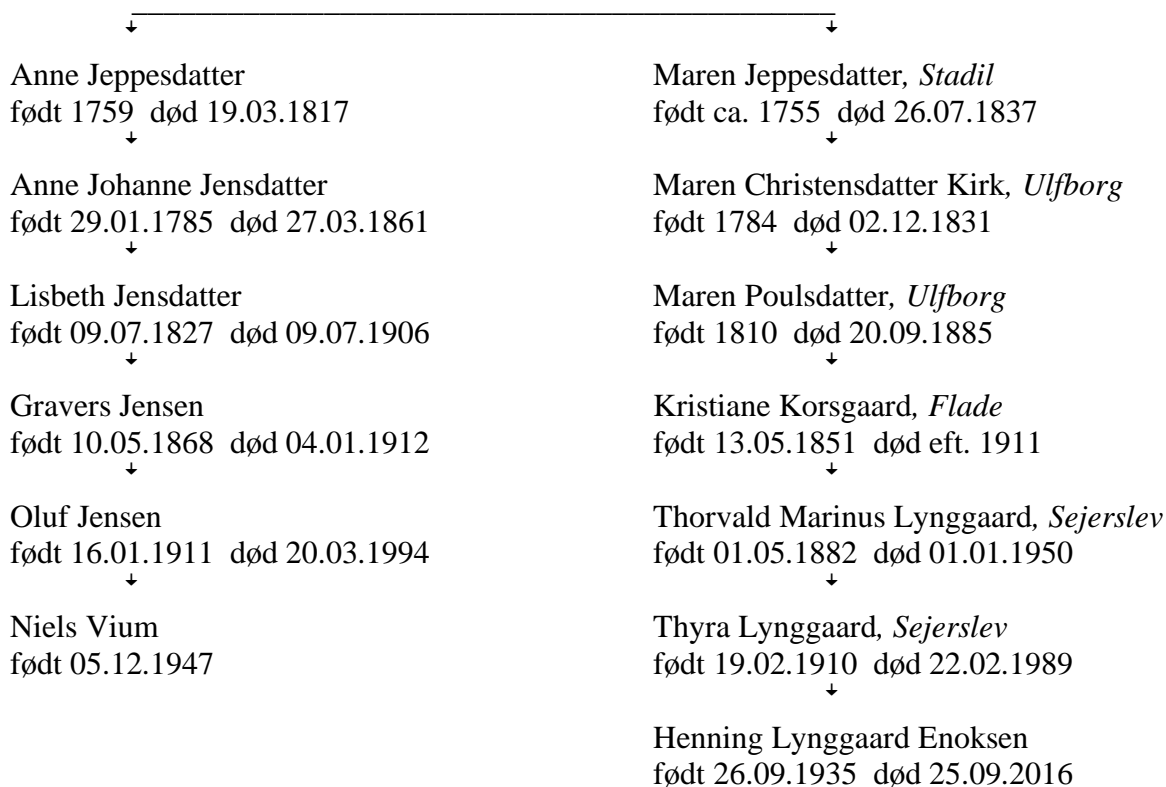 Anne Jeppesdatter
født 1759 død 19.03.1817
Anne Johanne Jensdatter
født 29.01.1785 død 27.03.1861
Lisbeth Jensdatter
født 09.07.1827 død 09.07.1906
Gravers Jensen
født 10.05.1868 død 04.01.1912
Oluf Jensen
født 16.01.1911 død 20.03.1994
Niels Vium
født 05.12.1947
Maren Jeppesdatter, Stadil
født ca. 1755 død 26.07.1837
Maren Christensdatter Kirk, Ulfborg
født 1784 død 02.12.1831
Maren Poulsdatter, Ulfborg
født 1810 død 20.09.1885
Kristiane Korsgaard, Flade
født 13.05.1851 død eft. 1911
Thorvald Marinus Lynggaard, Sejerslev
født 01.05.1882 død 01.01.1950
Thyra Lynggaard, Sejerslev
født 19.02.1910 død 22.02.1989
Henning Lynggaard Enoksen
født 26.09.1935 død 25.09.2016